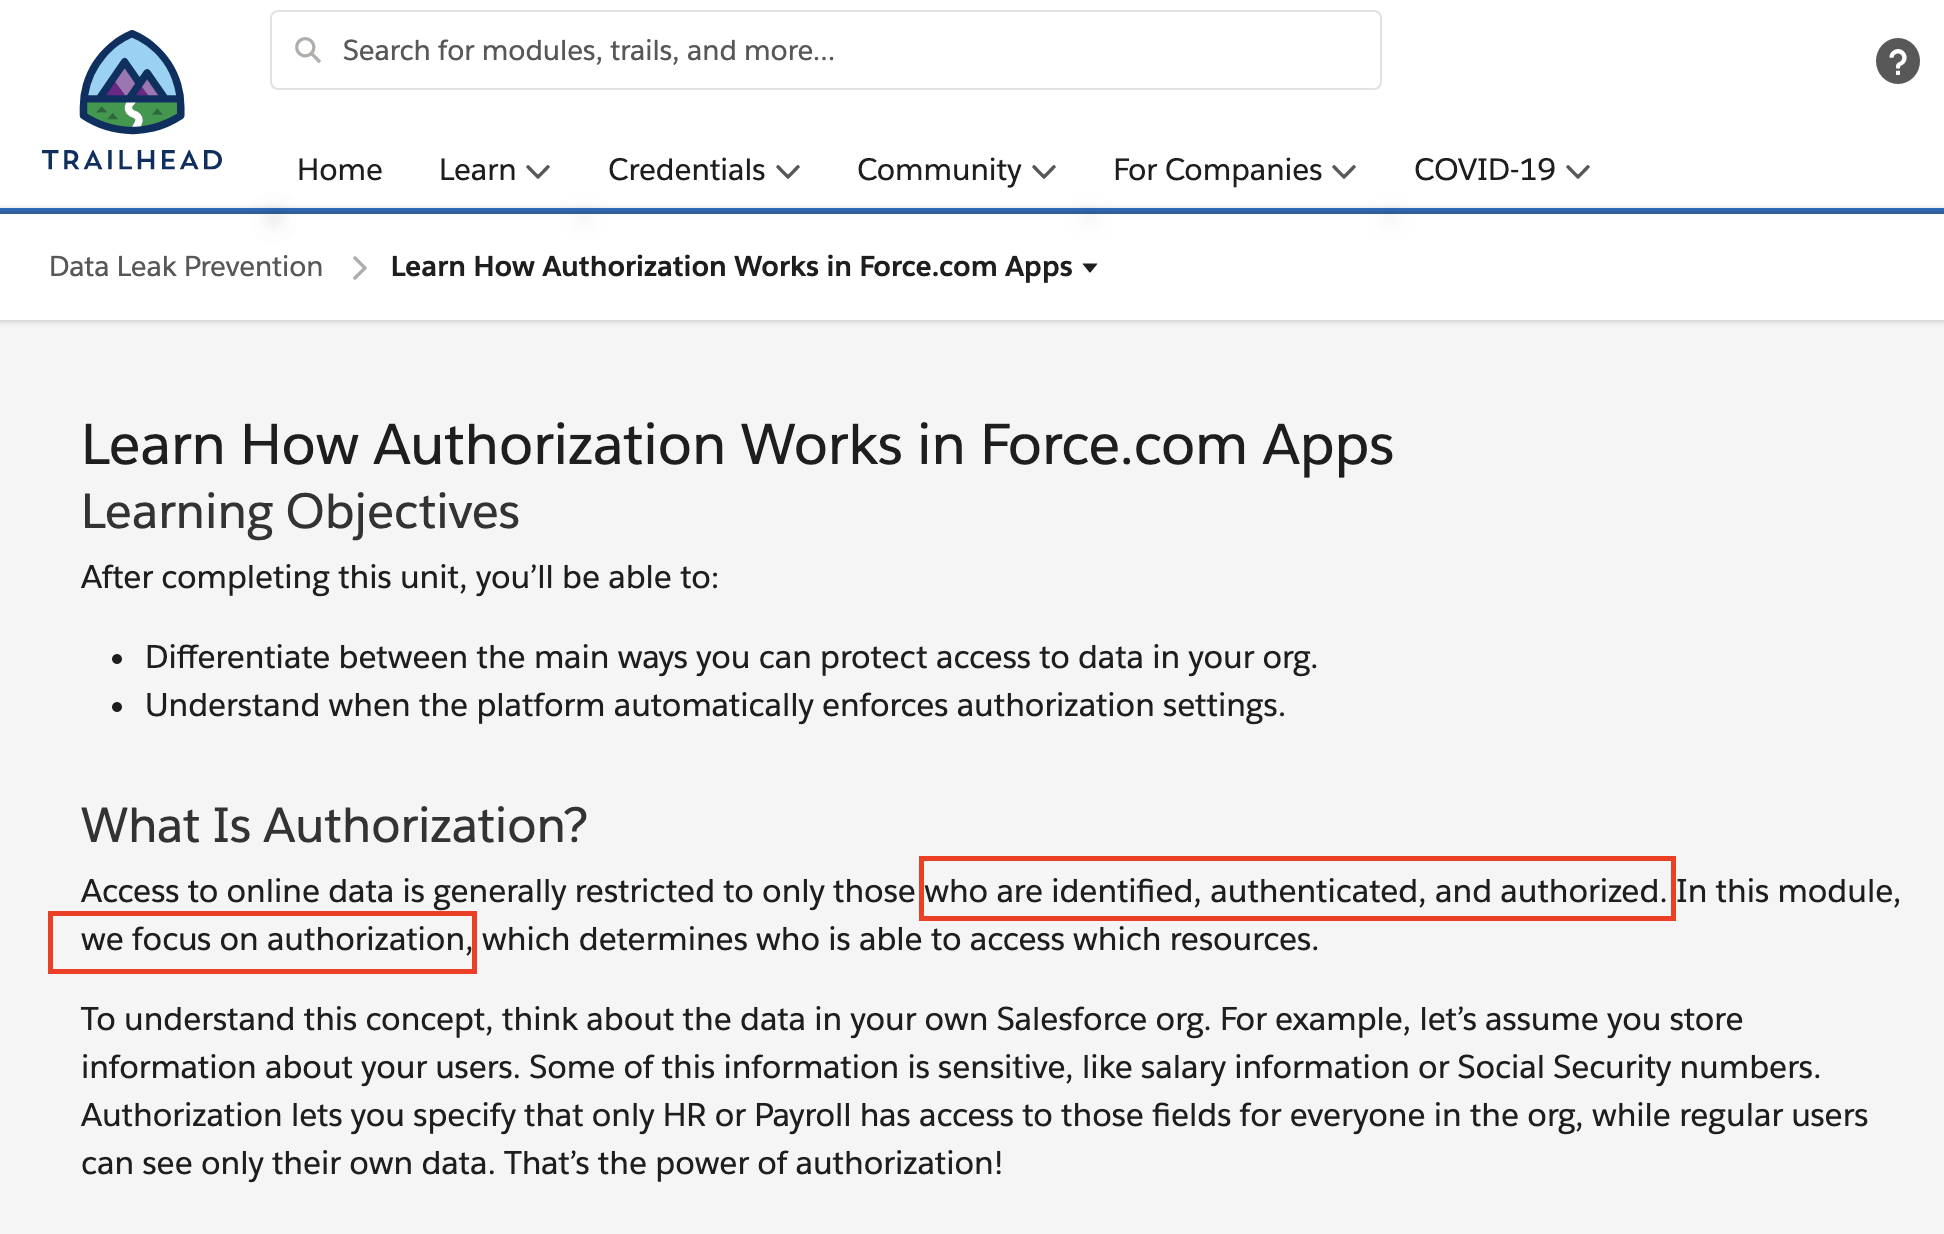 Search for modules, trails, and more...
?
TRAILHEAD
Home Learn Credentials Community For Companies COVID-19
Data Leak Prevention Learn How Authorization Works in Force.com Apps
Learn How Authorization Works in Force.com Apps
Learning Objectives
After completing this unit, you’ll be able to:
• Differentiate between the main ways you can protect access to data in your org.
• Understand when the platform automatically enforces authorization settings.
What Is Authorization?
Access to online data is generally restricted to only those who are identified, authenticated, and authorized. In this module,
we focus on authorization, which determines who is able to access which resources.
To understand this concept, think about the data in your own Salesforce org. For example, let’s assume you store
information about your users. Some of this information is sensitive, like salary information or Social Security numbers.
Authorization lets you specify that only HR or Payroll has access to those fields for everyone in the org, while regular users
can see only their own data. That’s the power of authorization!